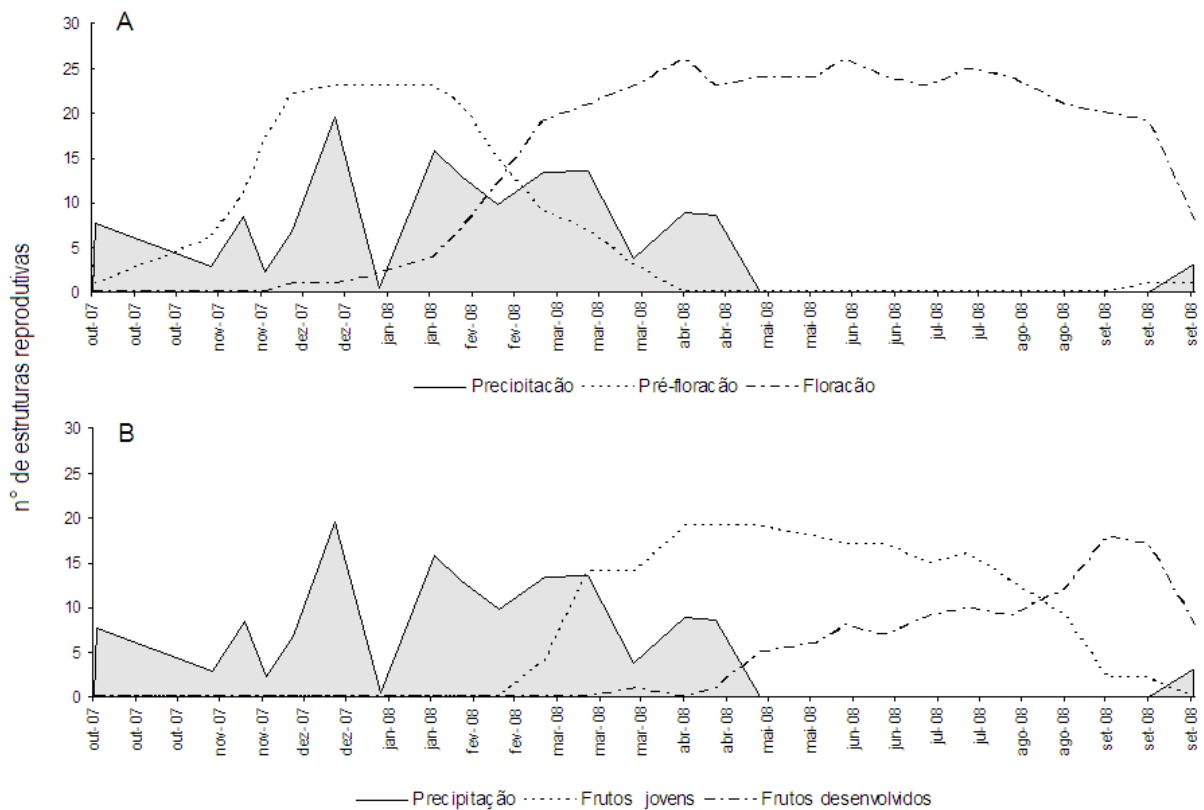 A
30
25
20
15
10
5
0
out-07
out-07
out-07
nov-07
nov-07
dez-07
dez-07
jan-08
jan-08
fev-08
fev-08
mar-08
mar-08
mar-08
abr-08
abr-08
mai-08
mai-08
jun-08
jun-08
jul-08
jul-08
ago-08
ago-08
set-08
set-08
set-08
Precipitação
Pré-floração
Floração
n° de estruturas reprodutivas
B
30
25
20
15
10
5
0
out-07
out-07
out-07
nov-07
nov-07
dez-07
dez-07
jan-08
jan-08
fev-08
fev-08
mar-08
mar-08
mar-08
abr-08
abr-08
mai-08
mai-08
jun-08
jun-08
jul-08
jul-08
ago-08
ago-08
set-08
set-08
set-08
Precipitação
Frutos jovens
Frutos desenvolvidos